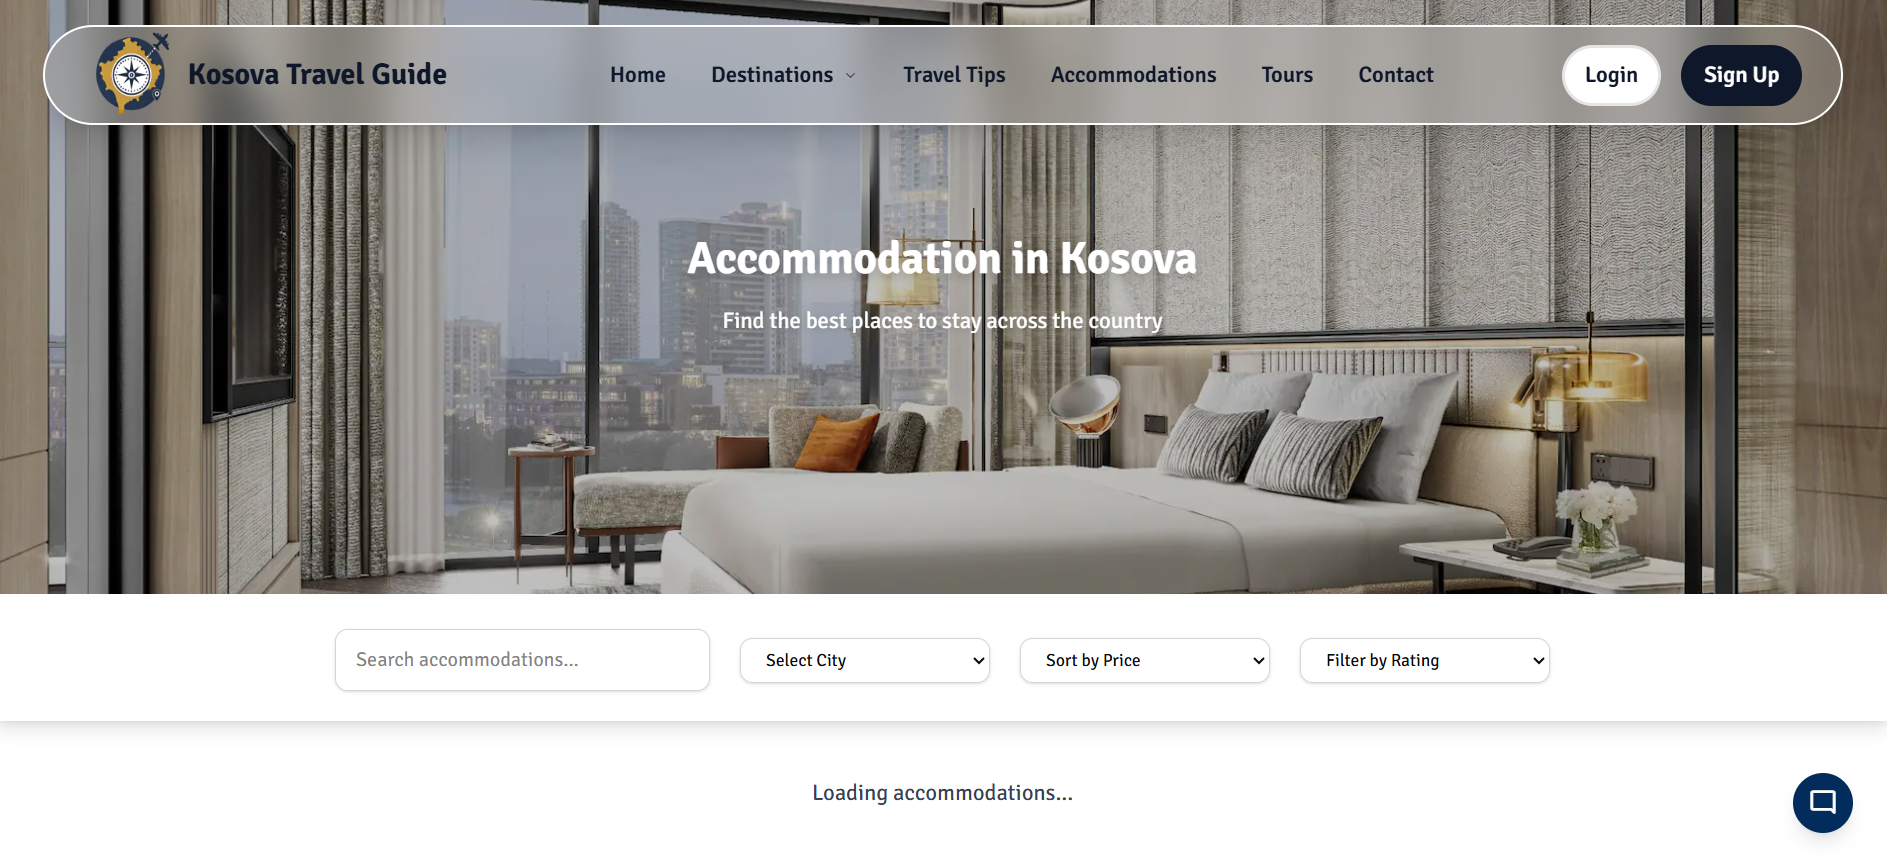 Kosova Travel Guide
Home
Destinations
Travel Tips
Accommodations
Tours
Contact
Login
Sign Up
Accommodation in Kosova
Find the best places to stay across the country
Search accommodations...
Select City
Sort by Price
Filter by Rating
Loading accommodations...